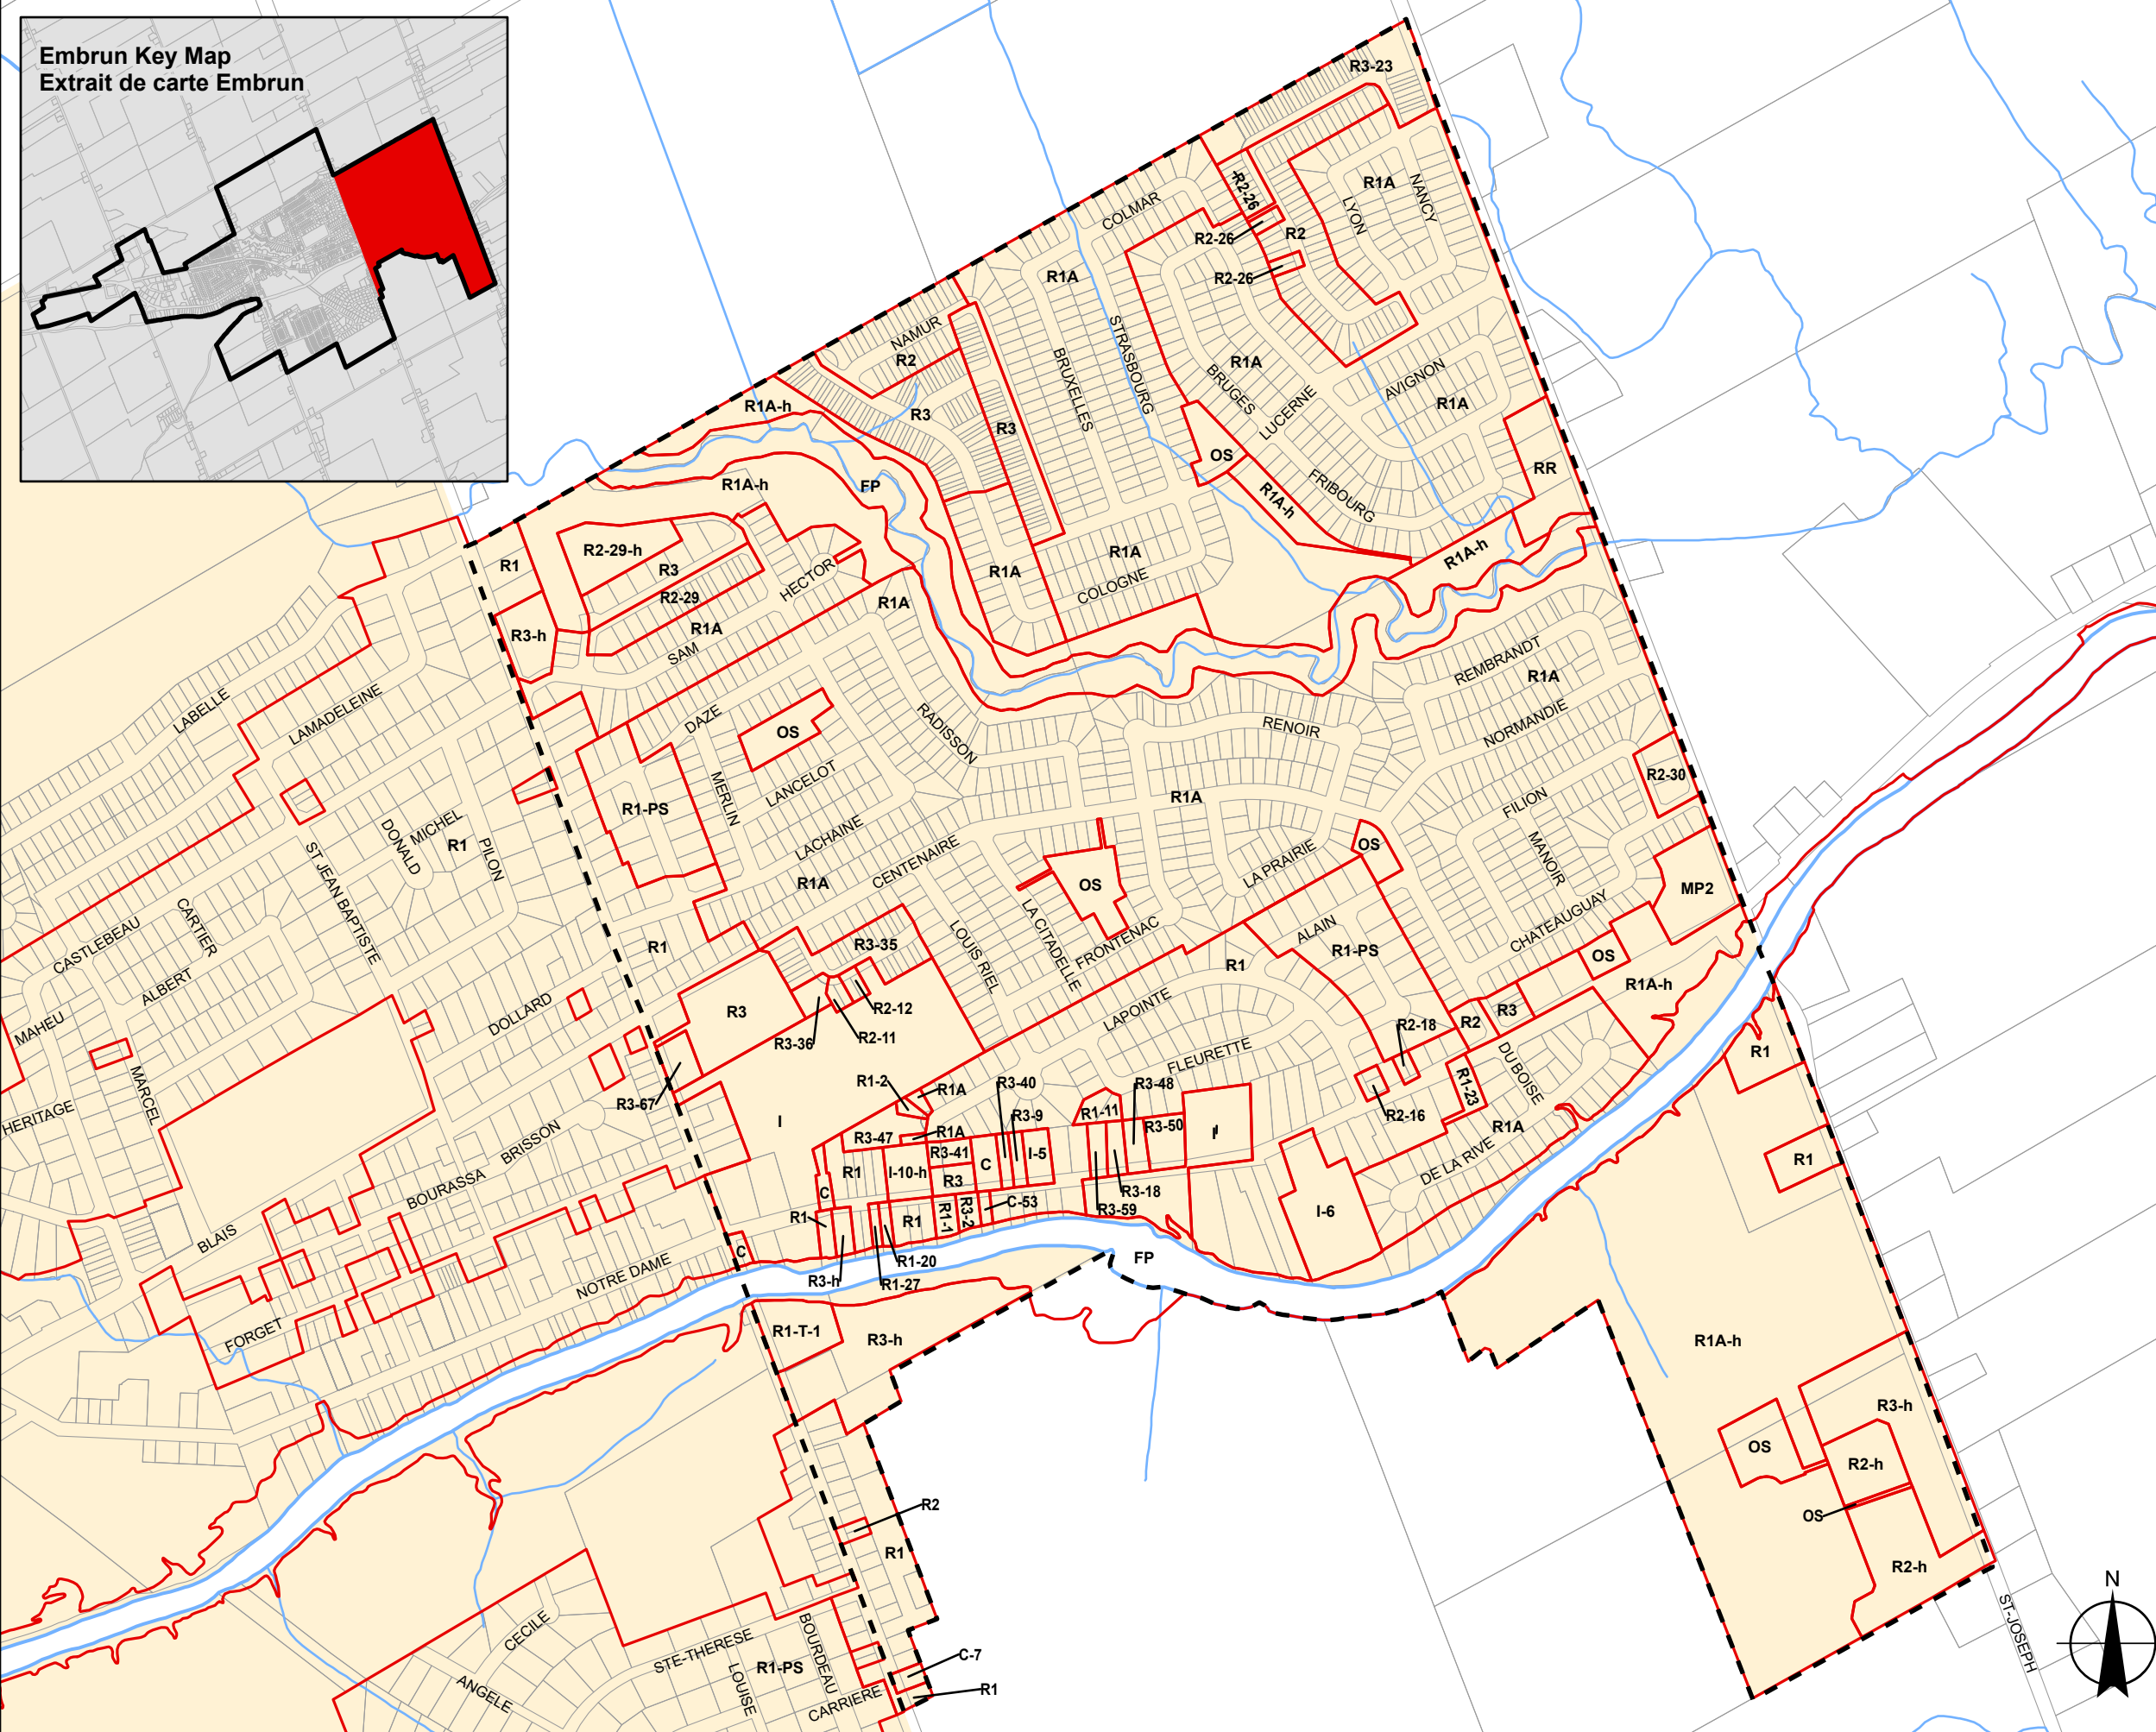 Embrun Key Map
Extrait de carte Embrun
R3-23
R1A
NANCY
LYON
R2-26
COLMAR
R2-26
R2
R2-26
R1A
STRASBOURG
BRUXELLES
NAMUR
R2
R1A
BRUGES
LUCERNE
AVIGNON
R1A
R1A-h
R3
R3
OS
RR
R1A-h
FP
R1A-h
FRIBOURG
R1A-h
R1
R2-29-h
R3
R2-29
HECTOR
R1A
R1A
COLOGNE
R1A
R3-h
R1A
SAM
REMBRANDT
R1A
LABELLE
LAMADELEINE
DAZE
OS
RADISSON
RENOIR
NORMANDIE
R2-30
MERLIN
LANCELOT
R1-PS
R1A
FILION
MICHEL
DONALD
R1
PILON
ST JEAN BAPTISTE
LACHAINE
CENTENAIRE
R1A
LA PRAIRIE
OS
MANOIR
MP2
OS
CARTIER
CASTLEBEAU
ALBERT
LOUIS RIEL
LA CITADELLE
FRONTENAC
ALAIN
R1-PS
CHATEAUGUAY
OS
R1A-h
R1
R3-35
R1
DOLLARD
R3
R2-12
R2-11
R3-36
LAPOINTE
R3
R2
R2-18
MAHEU
MARCEL
HERITAGE
FLEURETTE
DU BOISE
R1
R1-23
R2-16
R1A
DE LA RIVE
R1
R3-67
I
R1-2
R1A
R3-40
R3-9
R1-11
R3-48
R3-50
I
R3-47
R1A
R3-41
C
I-5
R1
I-10-h
R3
C
R3-18
R3-59
C-53
R1
R1
R1-1
R3-2
I-6
BRISSON
BOURASSA
BLAIS
NOTRE DAME
C
R3-h
R1-20
R1-27
FP
FORGET
R1-T-1
R3-h
R1A-h
R3-h
OS
R2-h
OS
R2-h
R2
R1
CECILE
ANGELE
STE-THERESE
LOUISE
R1-PS
BOURDEAU
CARRIERE
C-7
R1
ST-JOSEPH
N